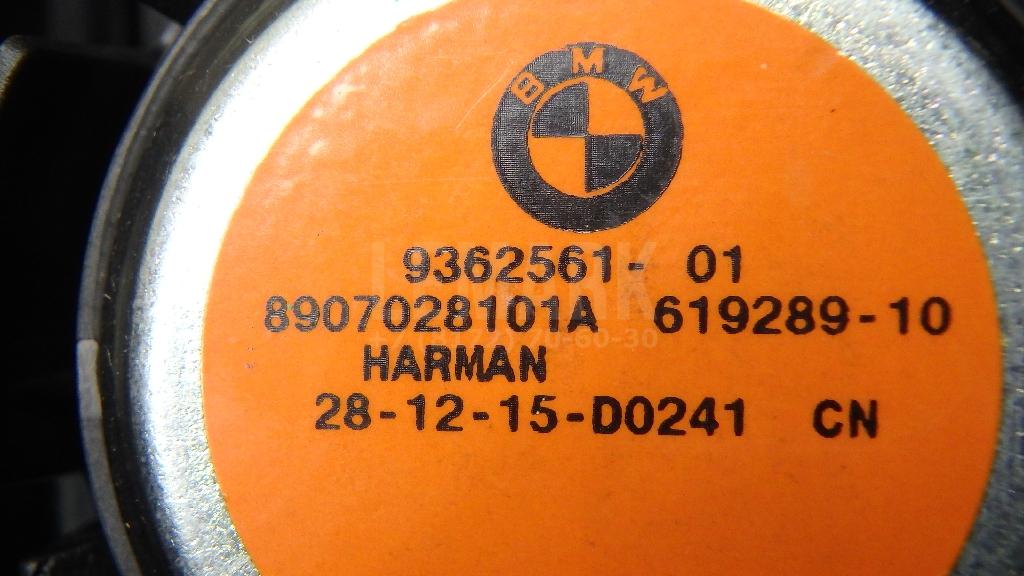 BMW
9362561- 01
8907028101A 619289-10
HARMAN
28-12-15-D0241 CN